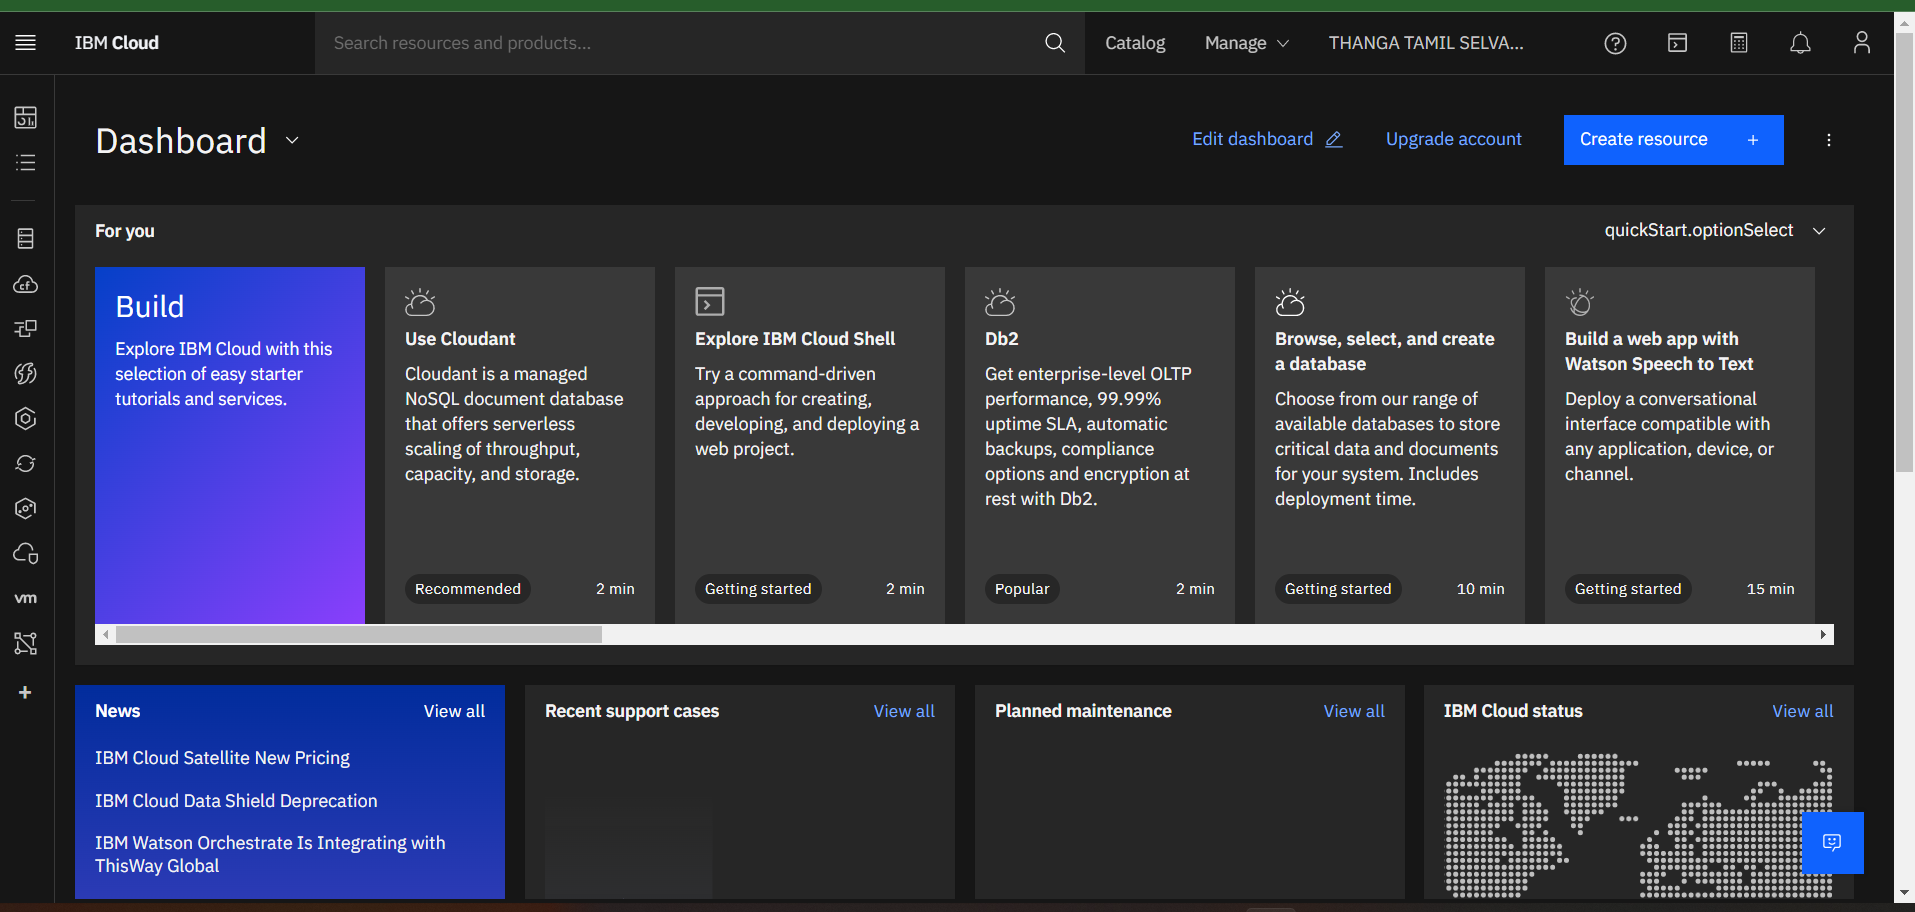 IBM Cloud
Search resources and products...
Catalog
Manage
THANGA TAMIL SELVA...
Dashboard
Edit dashboard
Upgrade account
Create resource +
For you
quickStart.optionSelect
Build
Explore IBM Cloud with this
selection of easy starter
tutorials and services.
Use Cloudant
Cloudant is a managed
NoSQL document database
that offers serverless
scaling of throughput,
capacity, and storage.
Recommended
2 min
Explore IBM Cloud Shell
Try a command-driven
approach for creating,
developing, and deploying a
web project.
Getting started
2 min
Db2
Get enterprise-level OLTP
performance, 99.99%
uptime SLA, automatic
backups, compliance
options and encryption at
rest with Db2.
Popular
2 min
Browse, select, and create
a database
Choose from our range of
available databases to store
critical data and documents
for your system. Includes
deployment time.
Getting started
10 min
Build a web app with
Watson Speech to Text
Deploy a conversational
interface compatible with
any application, device, or
channel.
Getting started
15 min
cf
vm
News
View all
IBM Cloud Satellite New Pricing
IBM Cloud Data Shield Deprecation
IBM Watson Orchestrate Is Integrating with
ThisWay Global
Recent support cases
View all
Planned maintenance
View all
IBM Cloud status
View all